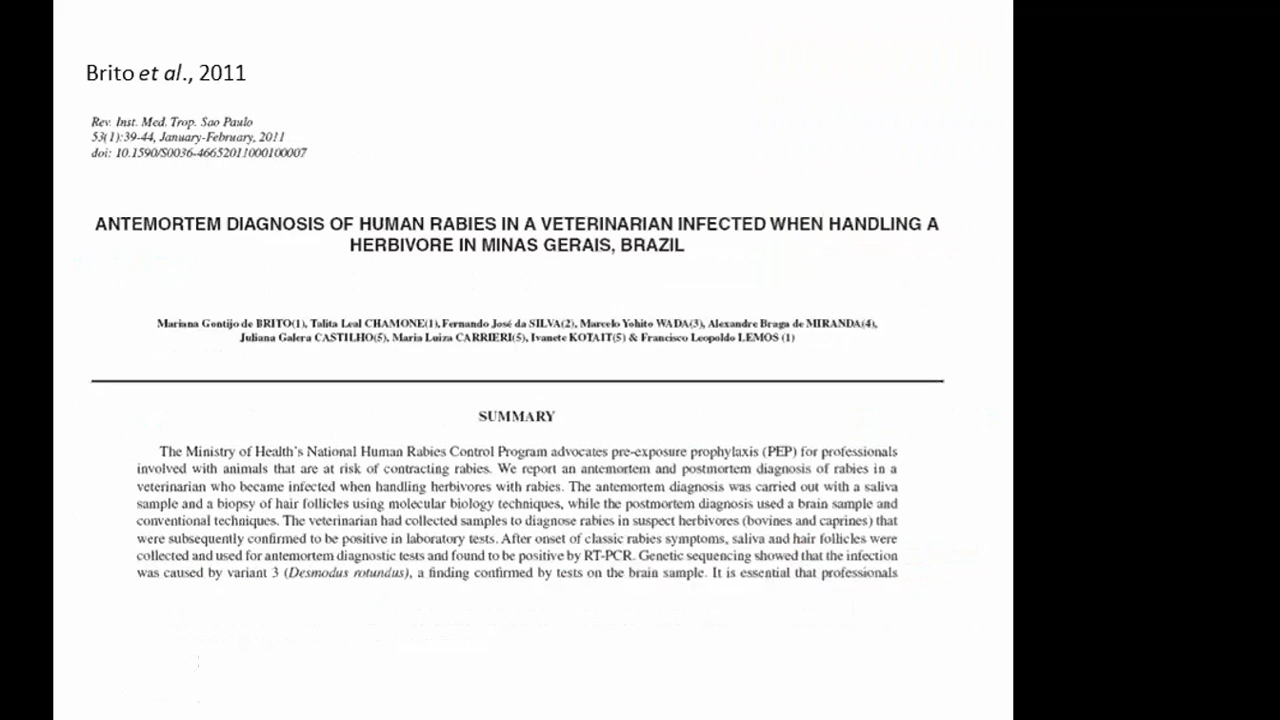 Brito et al., 2011
Rev. Inst. Med. Trop. Sao Paulo
53(1):39-44, January-February, 2011
doi: 10.1590/S0036-46652011000100007
ANTEMORTEM DIAGNOSIS OF HUMAN RABIES IN A VETERINARIAN INFECTED WHEN HANDLING A
HERBIVORE IN MINAS GERAIS, BRAZIL
Mariana Gontijo de BRITO(1), Talita Leal CHAMONE(1), Fernando José da SILVA(2), Marcelo Yohito WADA(3), Alexandre Braga de MIRANDA(4),
Juliana Galera CASTILHO(5), Maria Luiza CARRIERI(5), Ivanete KOTAIT(5) & Francisco Leopoldo LEMOS (1)
SUMMARY
The Ministry of Health's National Human Rabies Control Program advocates pre-exposure prophylaxis (PEP) for professionals
involved with animals that are at risk of contracting rabies. We report an antemortem and postmortem diagnosis of rabies in a
veterinarian who became infected when handling herbivores with rabies. The antemortem diagnosis was carried out with a saliva
sample and a biopsy of hair follicles using molecular biology techniques, while the postmortem diagnosis used a brain sample and
conventional techniques. The veterinarian had collected samples to diagnose rabies in suspect herbivores (bovines and caprines) that
were subsequently confirmed to be positive in laboratory tests. After onset of classic rabies symptoms, saliva and hair follicles were
collected and used for antemortem diagnostic tests and found to be positive by RT-PCR. Genetic sequencing showed that the infection
was caused by variant 3 (Desmodus rotundus), a finding confirmed by tests on the brain sample. It is essential that professionals